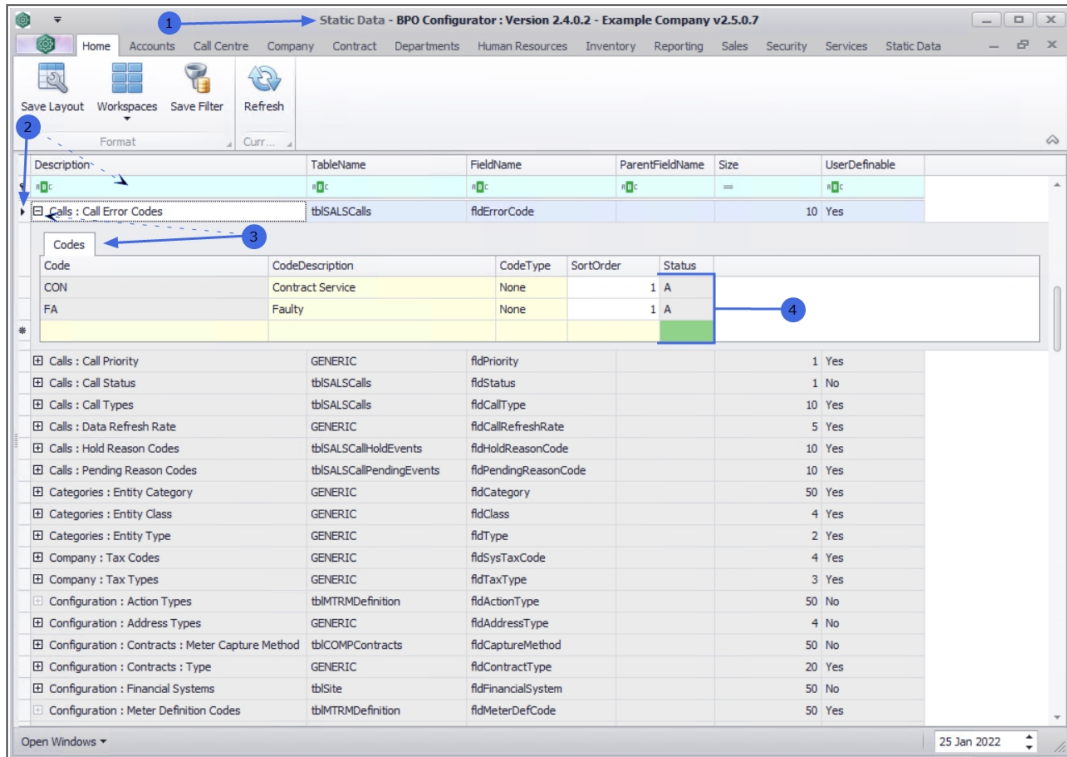 1
Static Data - BPO Configurator : Version 2.4.0.2 - Example Company v2.5.0.7
Home Accounts Call Centre Company Contract Departments Human Resources Inventory Reporting Sales Security Services Static Data
Save Layout Workspaces Save Filter Refresh
2
Format Curr...
Description TableName FieldName ParentFieldName Size UserDefinable
ABC ABC ABC ABC = ABC
Calls : Call Error Codes tblSALSCalls fldErrorCode 10 Yes
3
Codes
Code CodeDescription CodeType SortOrder Status
CON Contract Service None 1 A
FA Faulty None 1 A
4
Calls : Call Priority GENERIC fldPriority 1 Yes
Calls : Call Status tblSALSCalls fldStatus 1 No
Calls : Call Types tblSALSCalls fldCallType 10 Yes
Calls : Data Refresh Rate GENERIC fldCallRefreshRate 5 Yes
Calls : Hold Reason Codes tblSALSCallHoldEvents fldHoldReasonCode 10 Yes
Calls : Pending Reason Codes tblSALSCallPendingEvents fldPendingReasonCode 10 Yes
Categories : Entity Category GENERIC fldCategory 50 Yes
Categories : Entity Class GENERIC fldClass 4 Yes
Categories : Entity Type GENERIC fldType 2 Yes
Company : Tax Codes GENERIC fldSysTaxCode 4 Yes
Company : Tax Types GENERIC fldTaxType 3 Yes
Configuration : Action Types tblMTRMDefinition fldActionType 50 No
Configuration : Address Types GENERIC fldAddressType 4 No
Configuration : Contracts : Meter Capture Method tblCOMPContracts fldCaptureMethod 50 No
Configuration : Contracts : Type GENERIC fldContractType 20 Yes
Configuration : Financial Systems tblSite fldFinancialSystem 50 No
Configuration : Meter Definition Codes tblMTRMDefinition fldMeterDefCode 50 Yes
Open Windows 25 Jan 2022